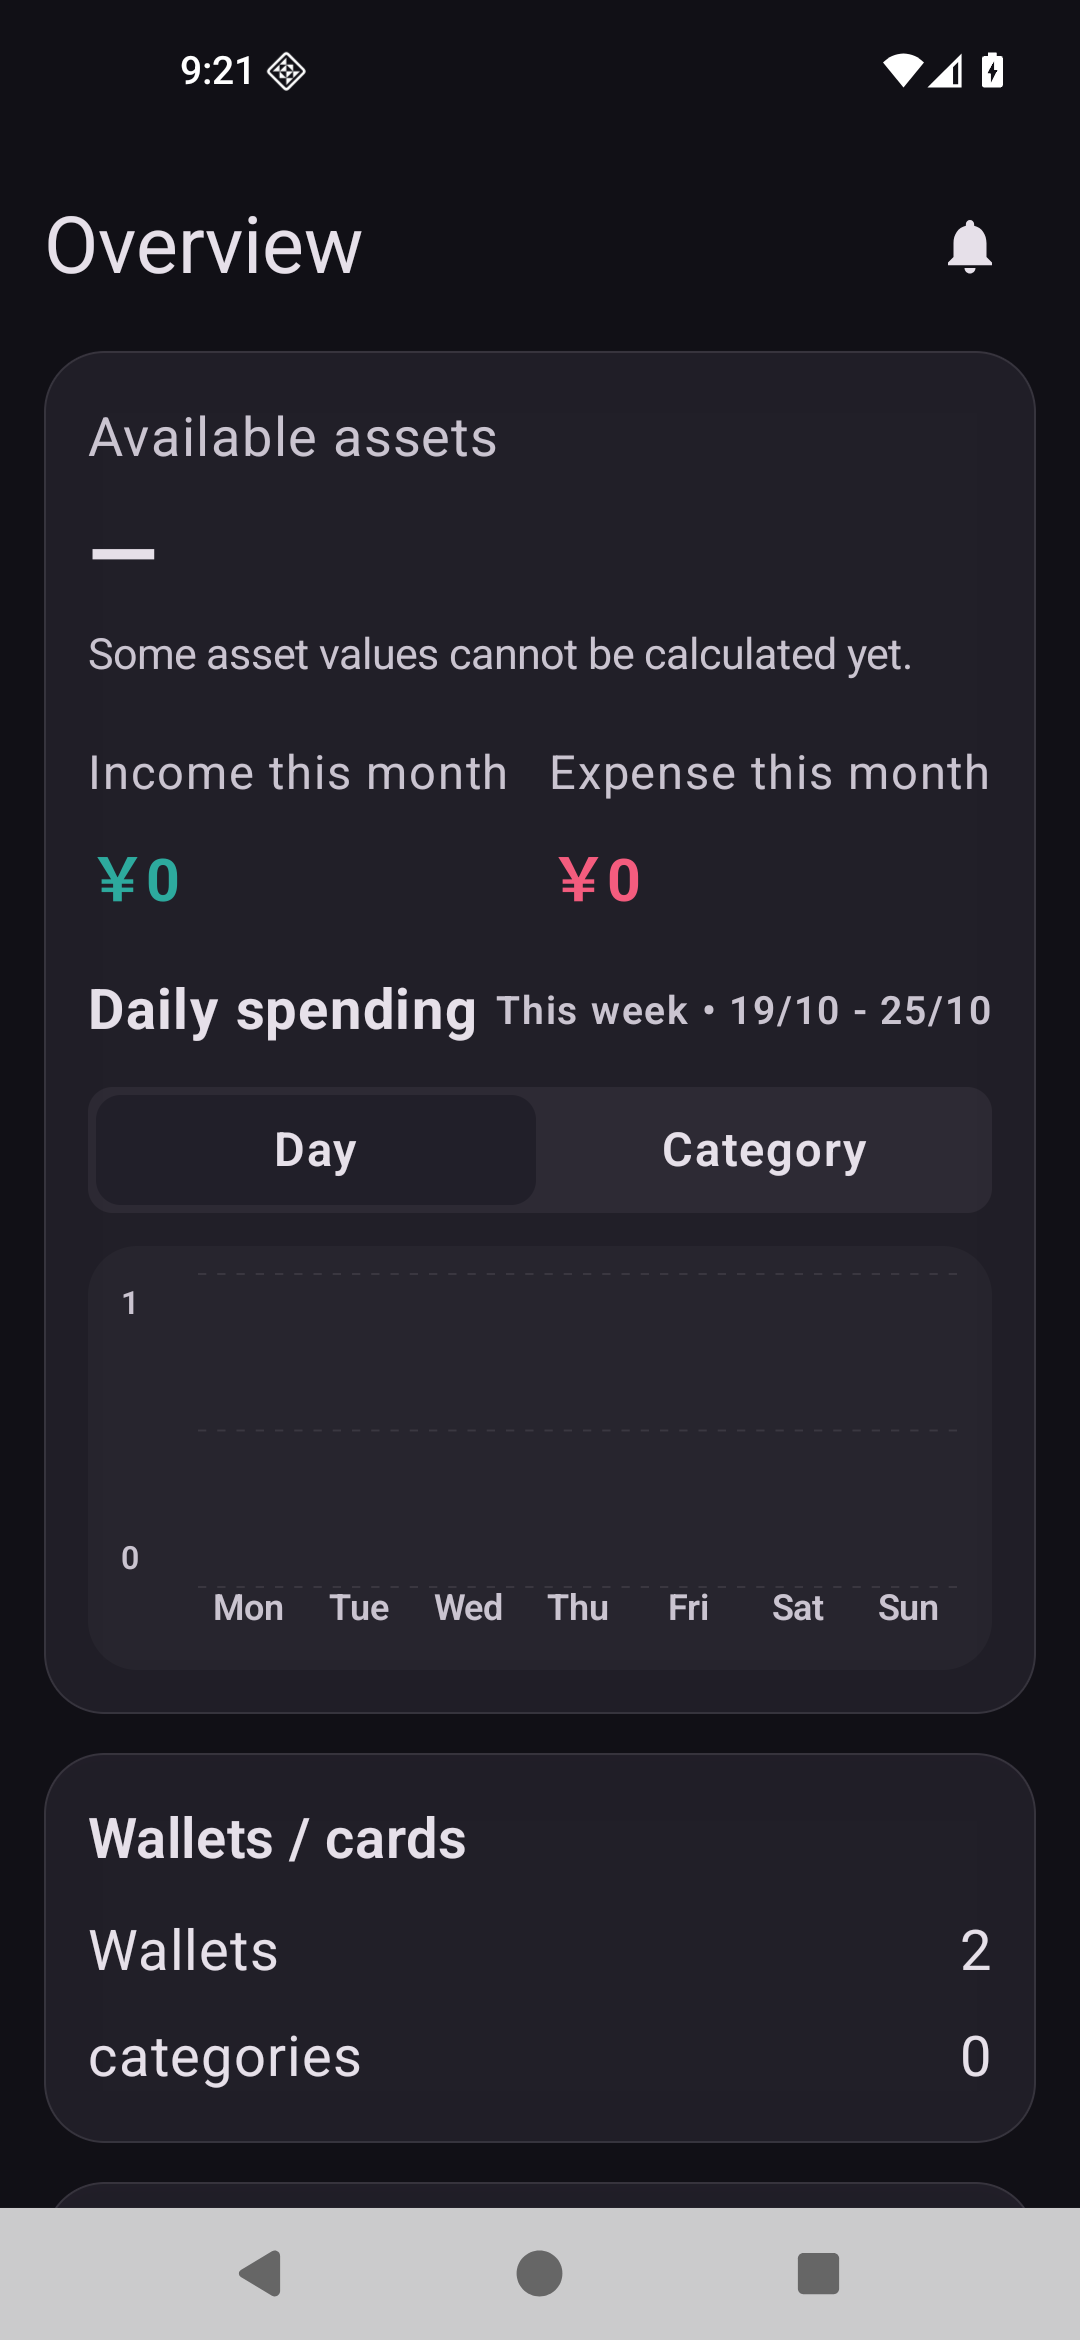 9:21
Overview
Available assets
—
Some asset values cannot be calculated yet.
Income this month Expense this month
¥0 ¥0
Daily spending This week • 19/10 - 25/10
Day Category
1
0
Mon Tue Wed Thu Fri Sat Sun
Wallets / cards
Wallets 2
categories 0